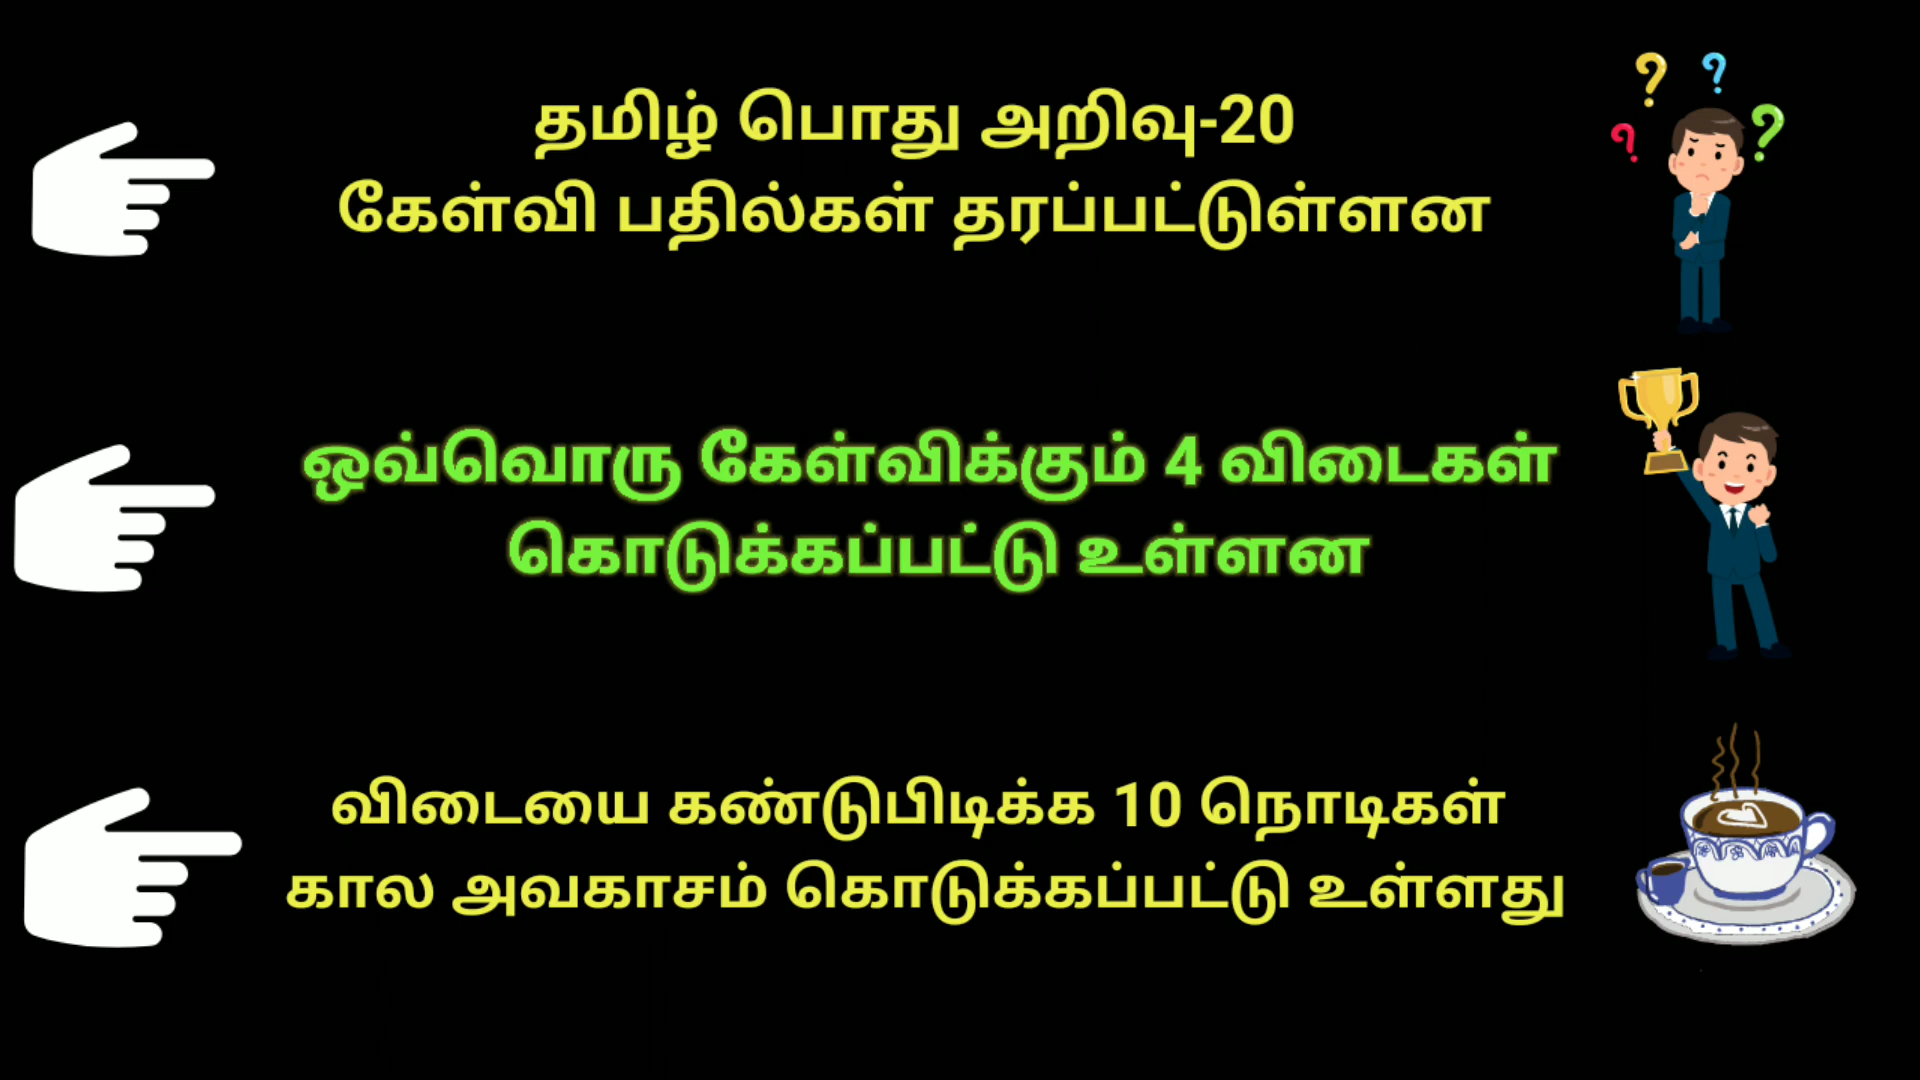 தமிழ் பொது அறிவு-20
கேள்வி பதில்கள் தரப்பட்டுள்ளன
ஒவ்வொரு கேள்விக்கும் 4 விடைகள்
கொடுக்கப்பட்டு உள்ளன
விடையை கண்டுபிடிக்க 10 நொடிகள்
கால அவகாசம் கொடுக்கப்பட்டு உள்ளது